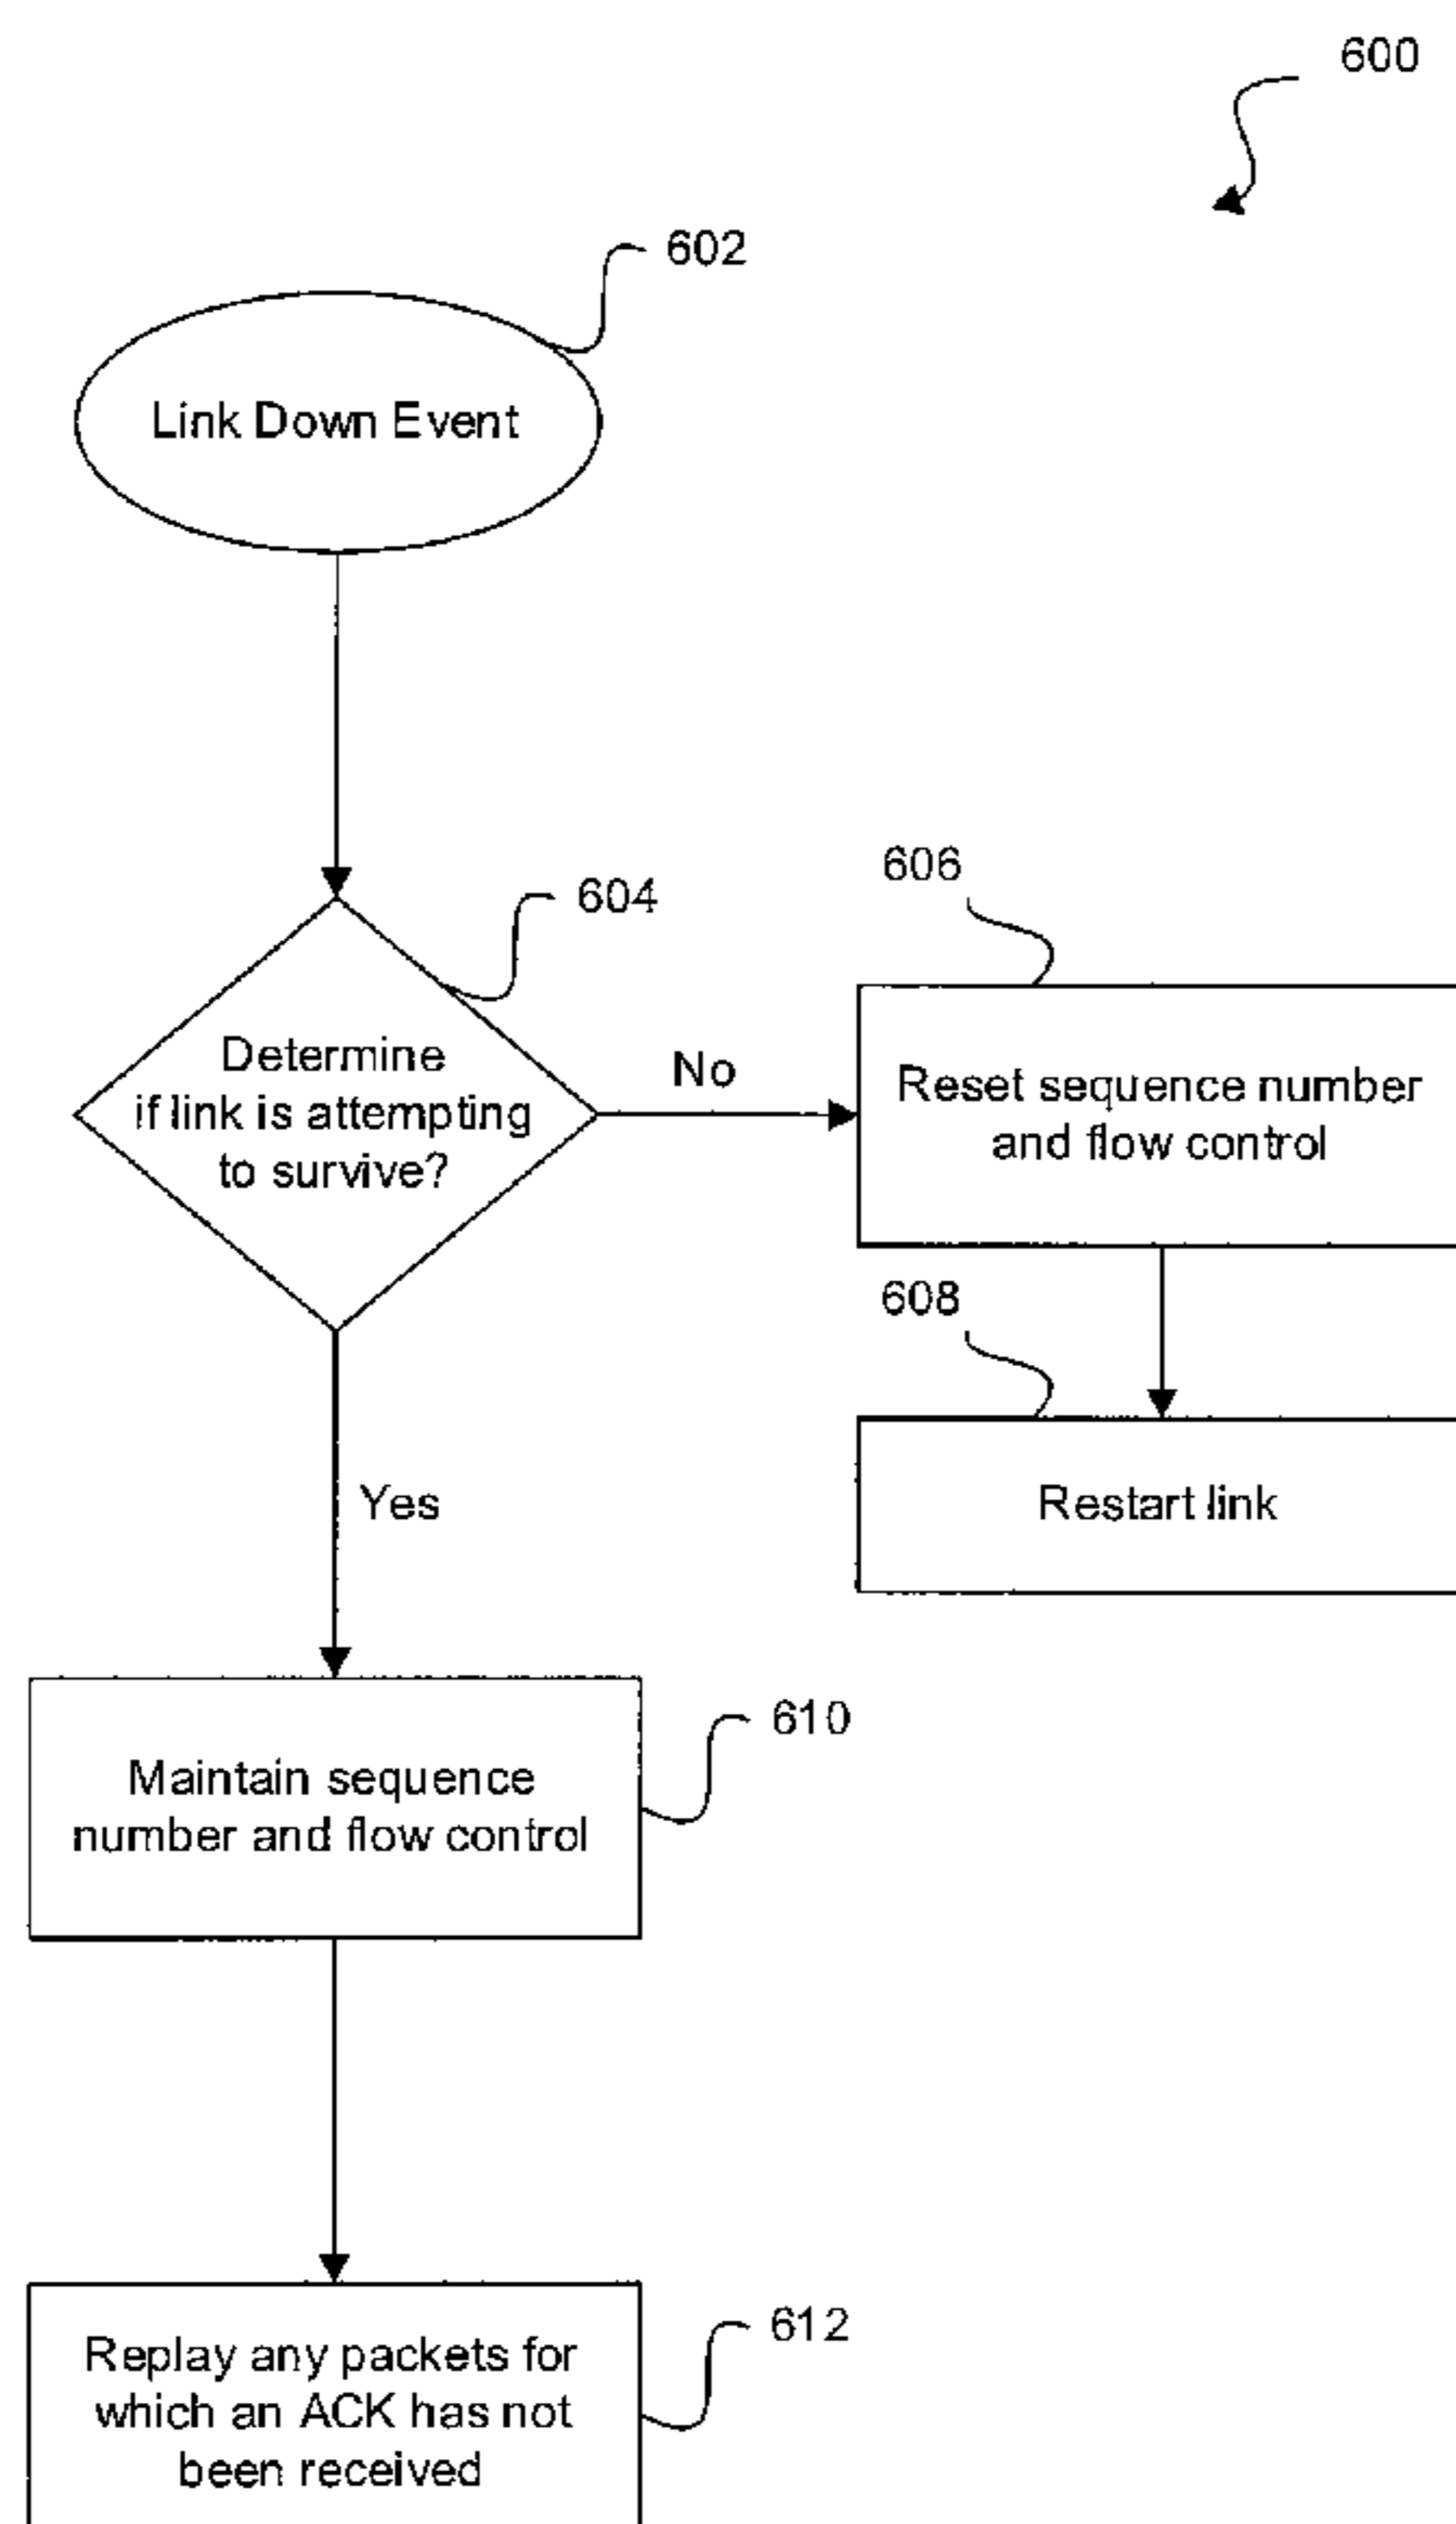 600
602
Link Down Event
604
Determine
if link is attempting
to survive?
No
606
Reset sequence number
and flow control
608
Restart link
Yes
610
Maintain sequence
number and flow control
612
Replay any packets for
which an ACK has not
been received